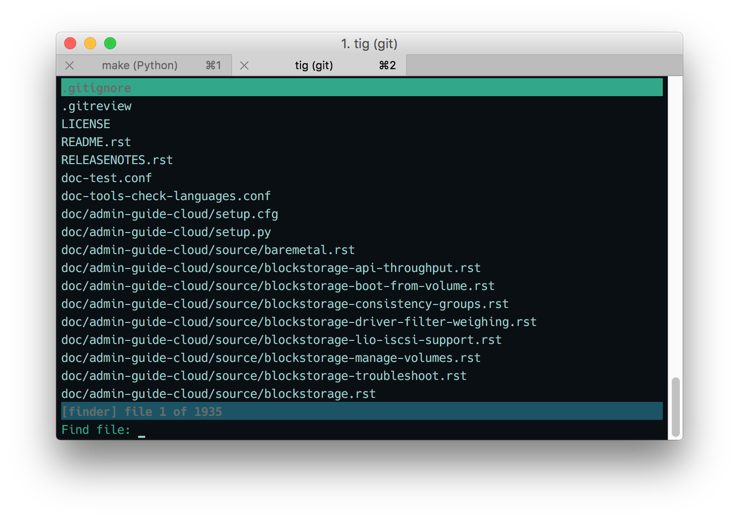 1. tig (git)
make (Python) ⌘1 tig (git) ⌘2
.gitignore
.gitreview
LICENSE
README.rst
RELEASENOTES.rst
doc-test.conf
doc-tools-check-languages.conf
doc/admin-guide-cloud/setup.cfg
doc/admin-guide-cloud/setup.py
doc/admin-guide-cloud/source/baremetal.rst
doc/admin-guide-cloud/source/blockstorage-api-throughput.rst
doc/admin-guide-cloud/source/blockstorage-boot-from-volume.rst
doc/admin-guide-cloud/source/blockstorage-consistency-groups.rst
doc/admin-guide-cloud/source/blockstorage-driver-filter-weighing.rst
doc/admin-guide-cloud/source/blockstorage-lio-iscsi-support.rst
doc/admin-guide-cloud/source/blockstorage-manage-volumes.rst
doc/admin-guide-cloud/source/blockstorage-troubleshoot.rst
doc/admin-guide-cloud/source/blockstorage.rst
[finder] file 1 of 1935
Find file: _